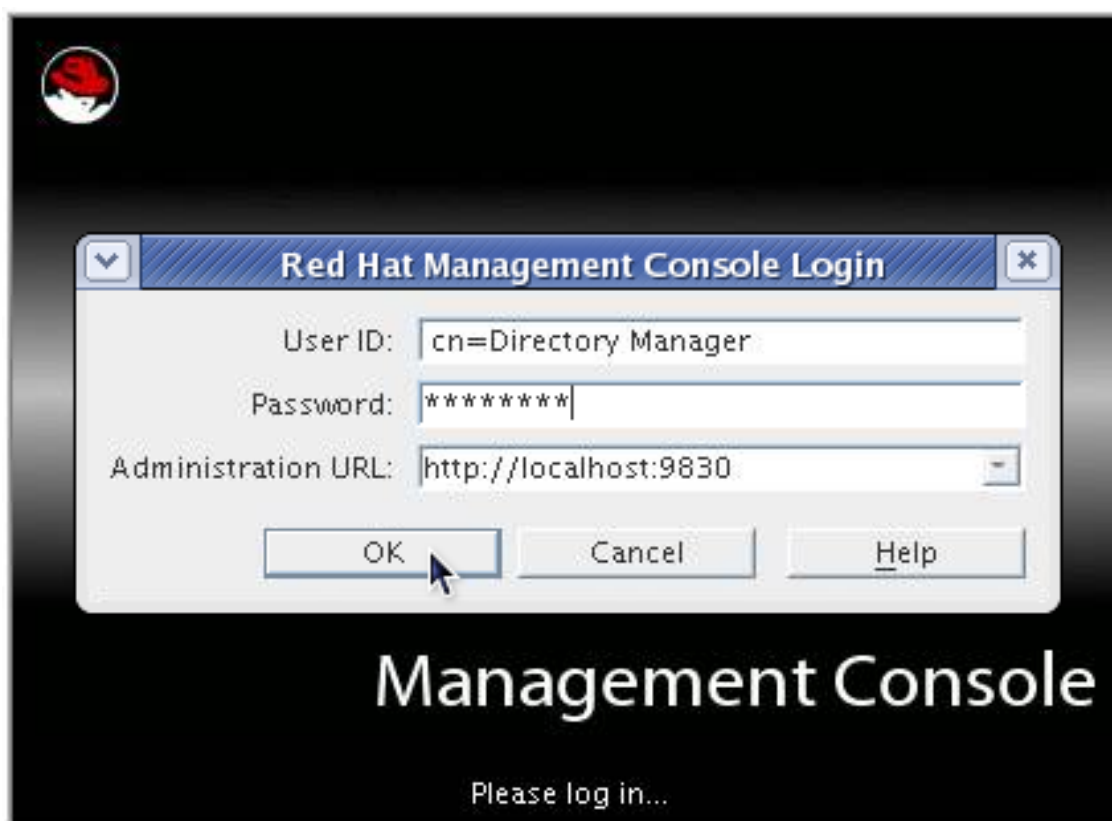 Red Hat Management Console Login
User ID: cn=Directory Manager
Password: ********
Administration URL: http://localhost:9830
OK Cancel Help
Management Console
Please log in...